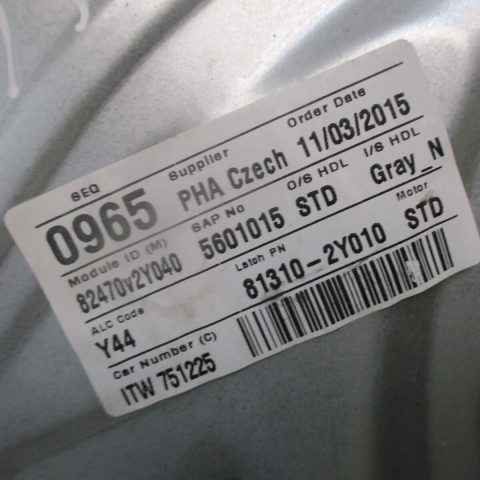 SEQ Supplier Order Date
0965 PHA Czech 11/03/2015
Module ID (M) SAP No O/S HDL I/S HDL
82470v2Y040 5601015 STD Gray_N
ALC Code Latch PN Motor
Y44 81310-2Y010 STD
Car Number (C)
ITW 751225